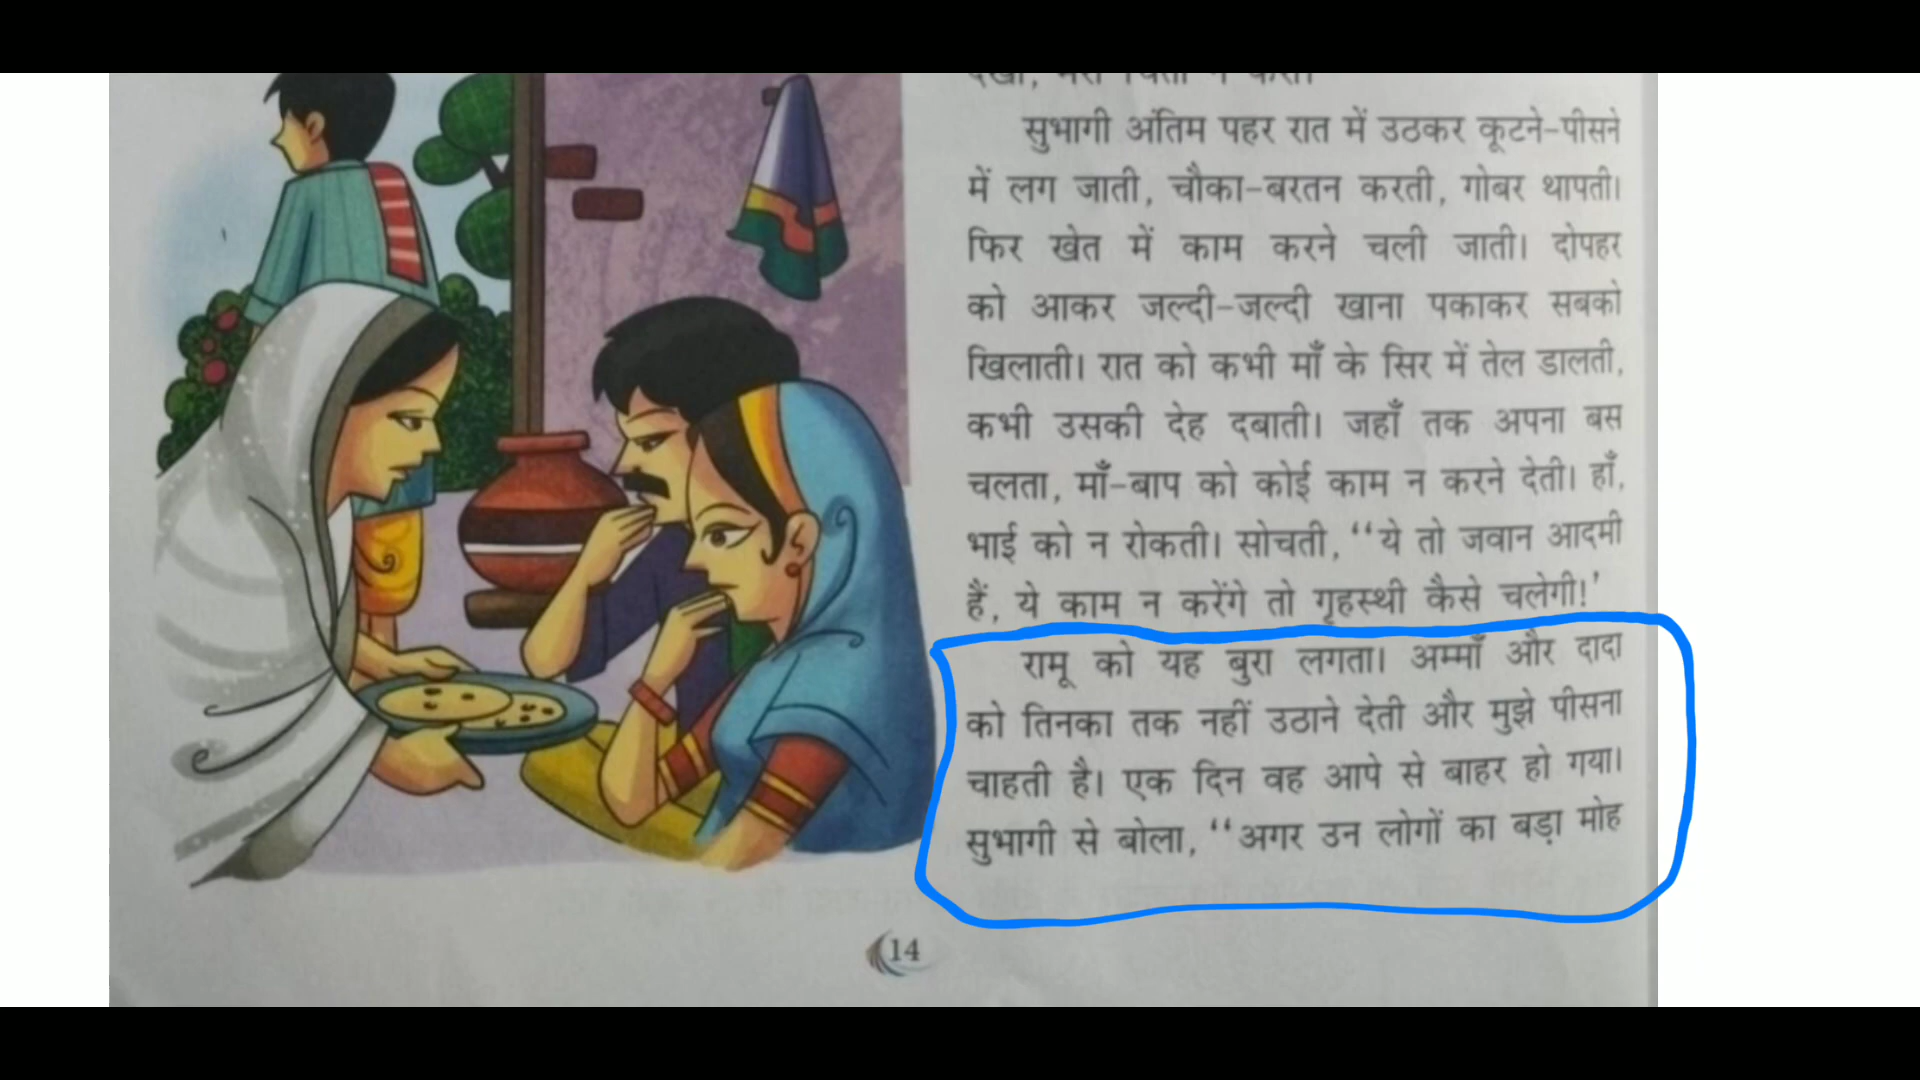 सुभागी अंतिम पहर रात में उठकर कूटने-पीसने
में लग जाती, चौका-बरतन करती, गोबर थापती।
फिर खेत में काम करने चली जाती। दोपहर
को आकर जल्दी-जल्दी खाना पकाकर सबको
खिलाती। रात को कभी माँ के सिर में तेल डालती,
कभी उसकी देह दबाती। जहाँ तक अपना बस
चलता, माँ-बाप को कोई काम न करने देती। हाँ,
भाई को न रोकती। सोचती, ‘‘ये तो जवान आदमी
हैं, ये काम न करेंगे तो गृहस्थी कैसे चलेगी!’
रामू को यह बुरा लगता। अम्माँ और दादा
को तिनका तक नहीं उठाने देती और मुझे पीसना
चाहती है। एक दिन वह आपे से बाहर हो गया।
सुभागी से बोला, ‘‘अगर उन लोगों का बड़ा मोह
14